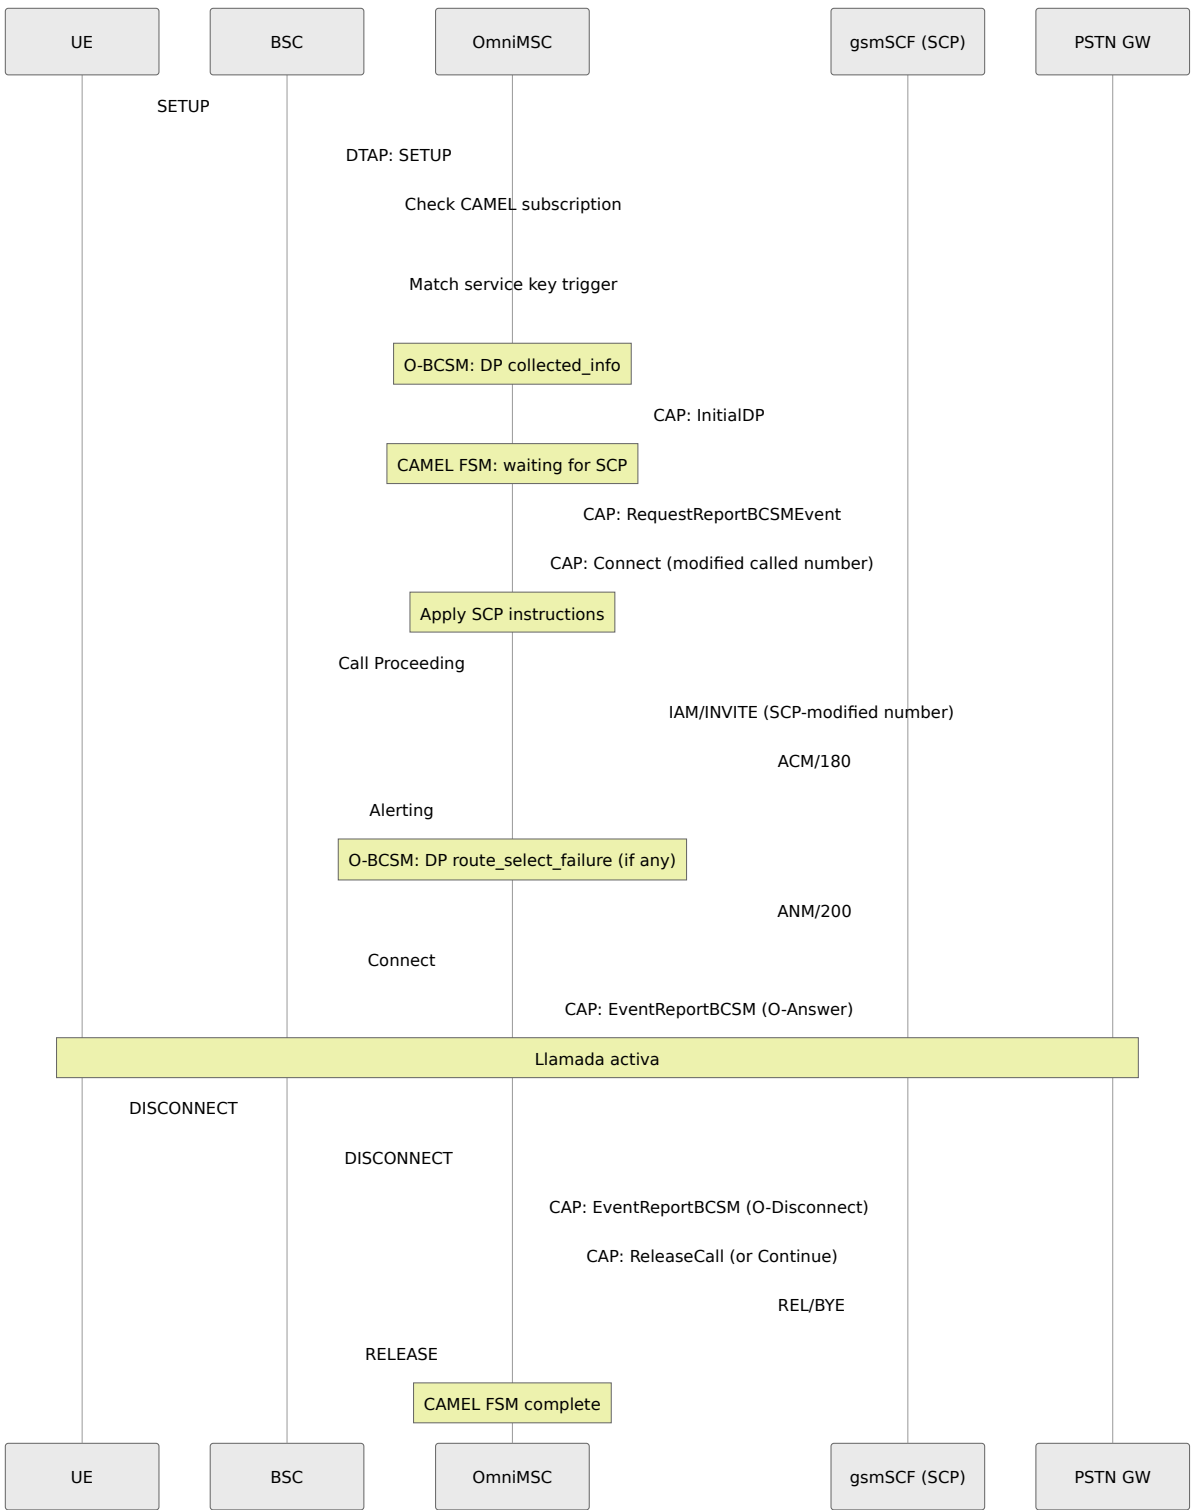 UE
BSC
OmniMSC
gsmSCF (SCP)
PSTN GW
SETUP
DTAP: SETUP
Check CAMEL subscription
Match service key trigger
O-BCSM: DP collected_info
CAP: InitialDP
CAMEL FSM: waiting for SCP
CAP: RequestReportBCSMEvent
CAP: Connect (modified called number)
Apply SCP instructions
Call Proceeding
IAM/INVITE (SCP-modified number)
ACM/180
Alerting
O-BCSM: DP route_select_failure (if any)
ANM/200
Connect
CAP: EventReportBCSM (O-Answer)
Llamada activa
DISCONNECT
DISCONNECT
CAP: EventReportBCSM (O-Disconnect)
CAP: ReleaseCall (or Continue)
REL/BYE
RELEASE
CAMEL FSM complete
UE
BSC
OmniMSC
gsmSCF (SCP)
PSTN GW